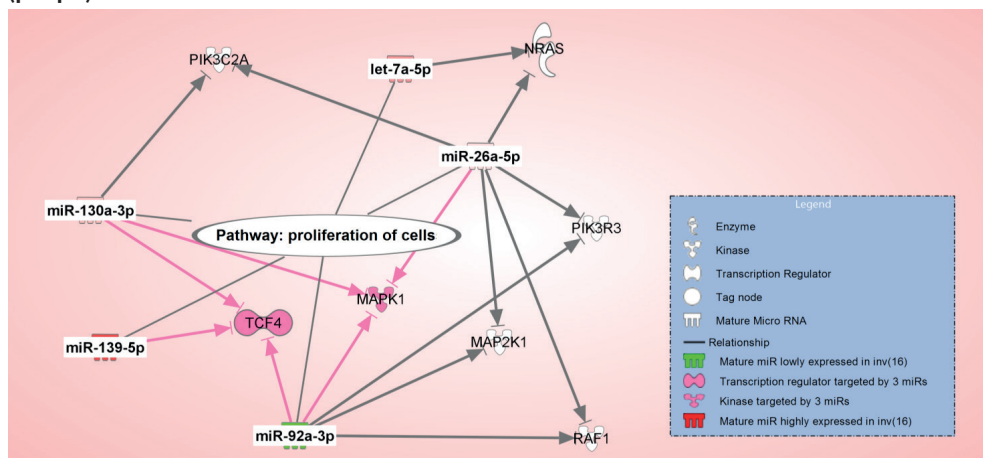 PIK3C2A
let-7a-5p
NRAS
miR-26a-5p
miR-130a-3p
Pathway: proliferation of cells
PIK3R3
MAPK1
TCF4
miR-139-5p
MAP2K1
miR-92a-3p
RAF1
Legend
Enzyme
Kinase
Transcription Regulator
Tag node
Mature Micro RNA
Relationship
Mature miR lowly expressed in inv(16)
Transcription regulator targeted by 3 miRs
Kinase targeted by 3 miRs
Mature miR highly expressed in inv(16)